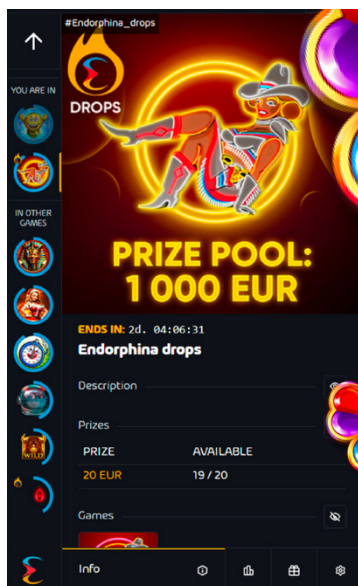 #Endorphina_drops
DROPS
YOU ARE IN
IN OTHER
GAMES
WILD
PRIZE POOL:
1 000 EUR
ENDS IN: 2d. 04:06:31
Endorphina drops
Description
Prizes
PRIZE AVAILABLE
20 EUR 19 / 20
Games
Info